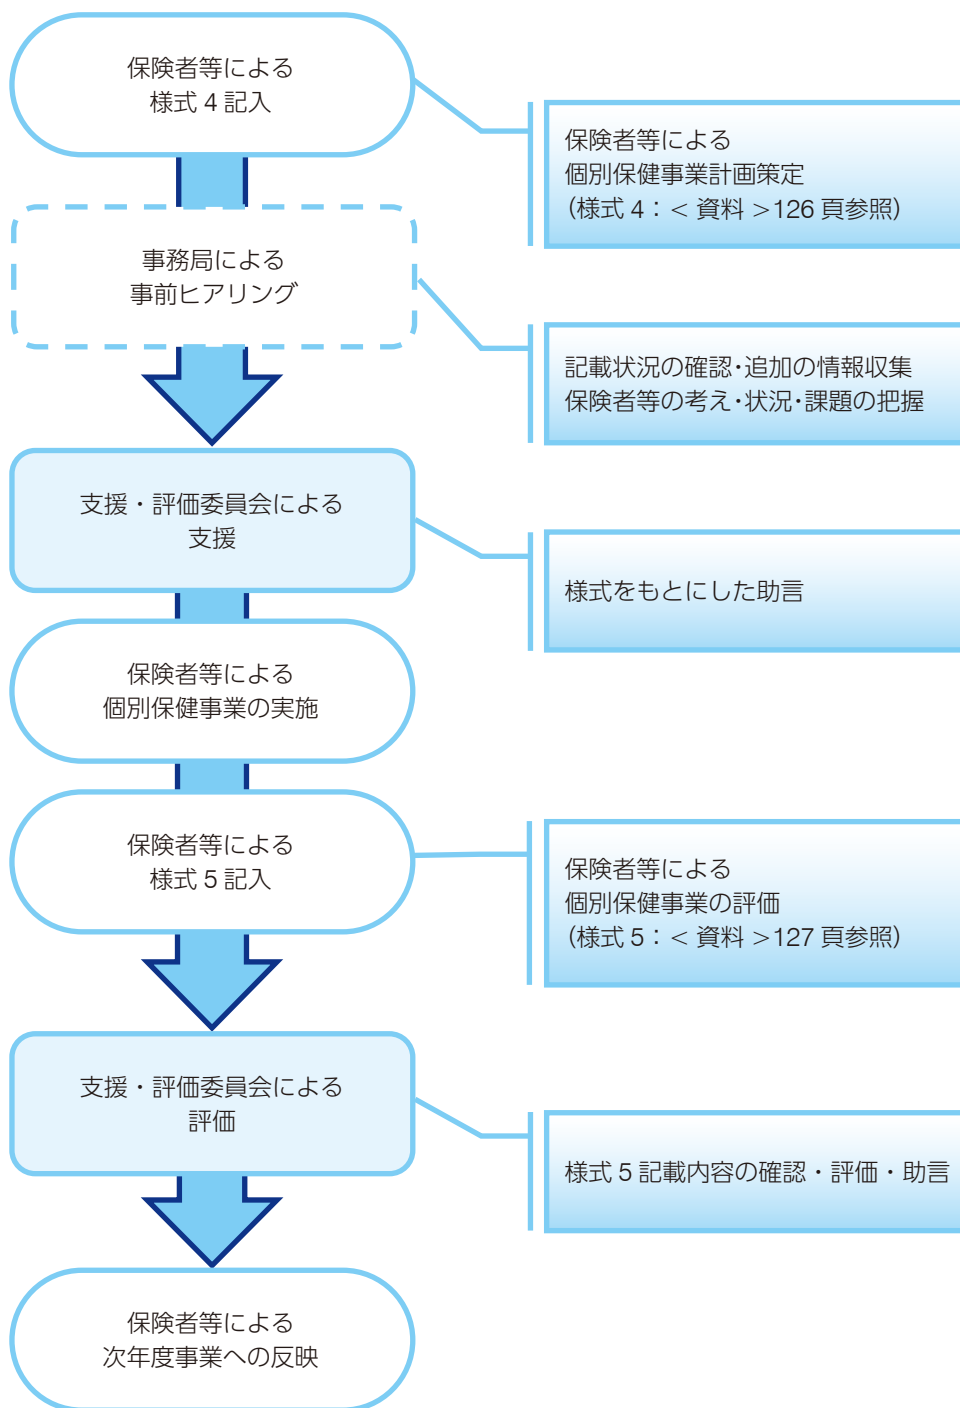 保険者等による
様式 4 記入
保険者等による
個別保健事業計画策定
(様式 4：< 資料 >126 頁参照)
事務局による
事前ヒアリング
記載状況の確認・追加の情報収集
保険者等の考え・状況・課題の把握
支援・評価委員会による
支援
様式をもとにした助言
保険者等による
個別保健事業の実施
保険者等による
様式 5 記入
保険者等による
個別保健事業の評価
(様式 5：< 資料 >127 頁参照)
支援・評価委員会による
評価
様式 5 記載内容の確認・評価・助言
保険者等による
次年度事業への反映